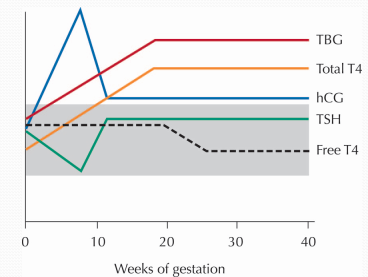 TBG
Total T4
hCG
TSH
Free T4
0 10 20 30 40
Weeks of gestation